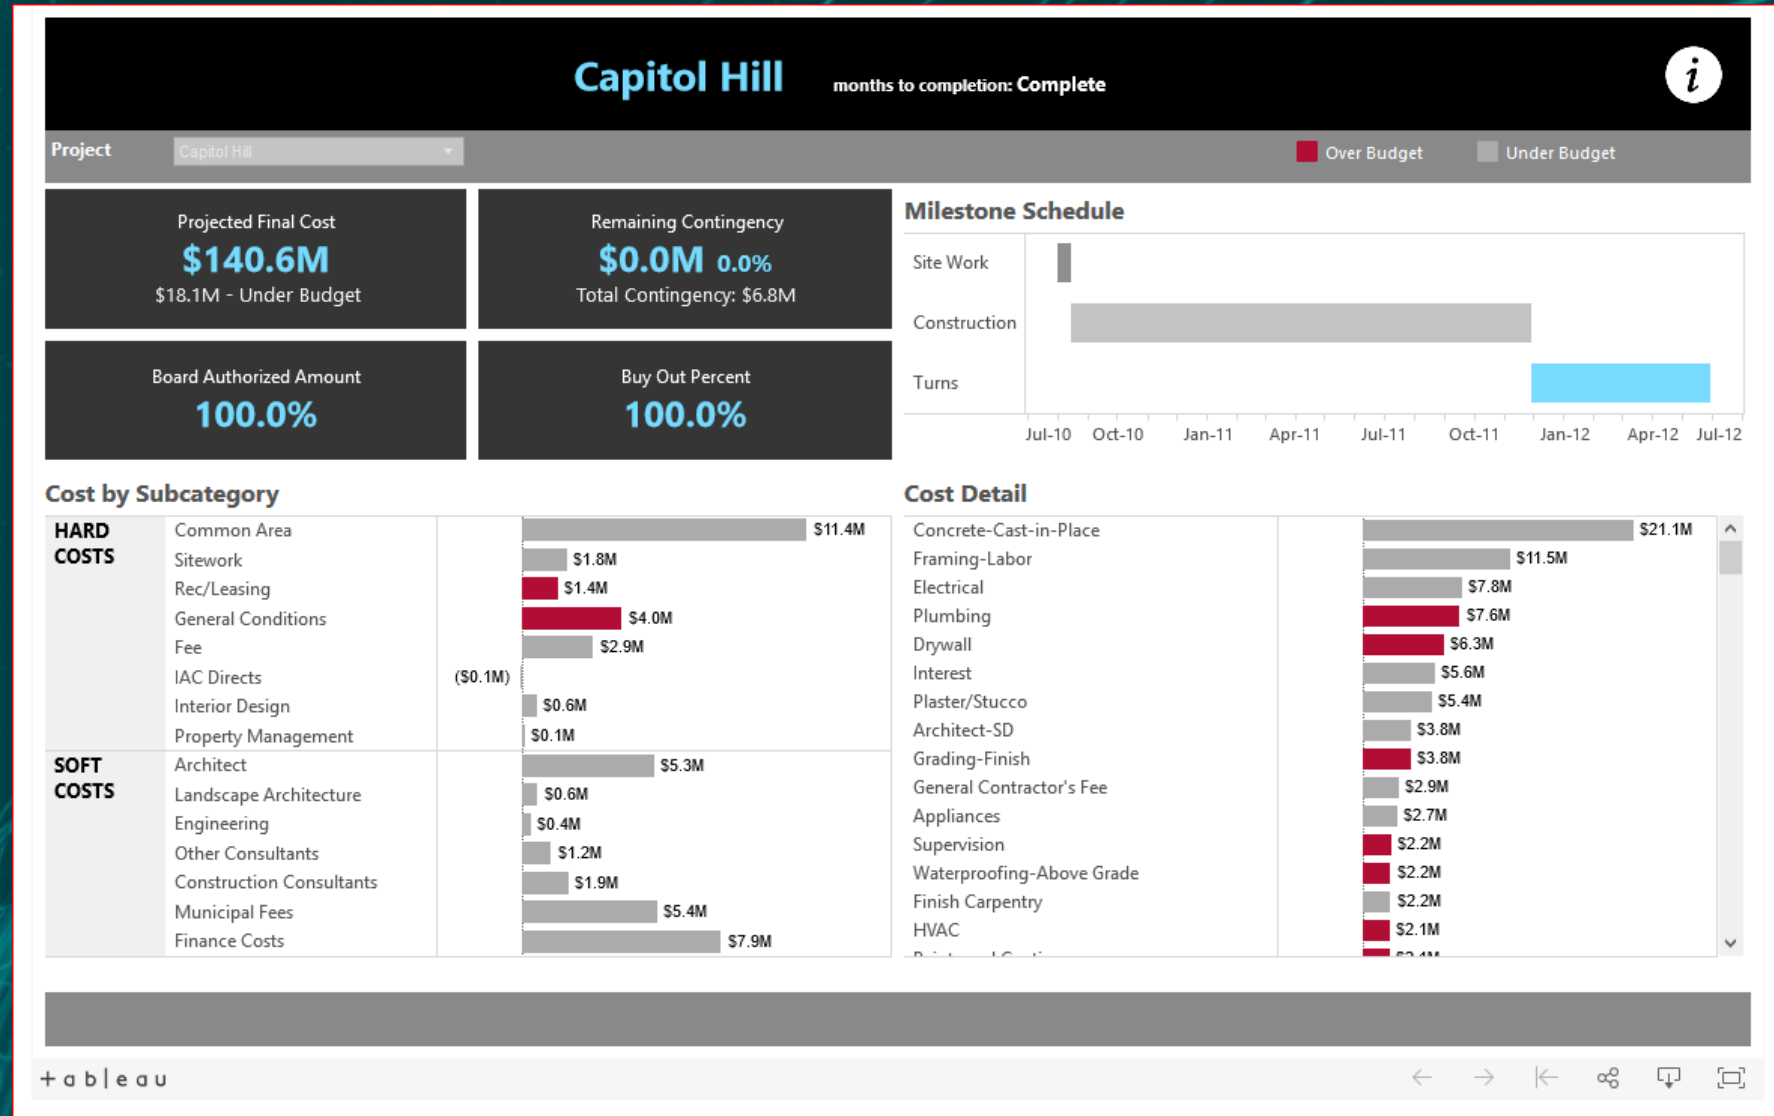 Capitol Hill months to completion: Complete
i
Project Capitol Hill Over Budget Under Budget
Projected Final Cost
$140.6M
$18.1M - Under Budget
Remaining Contingency
$0.0M 0.0%
Total Contingency: $6.8M
Board Authorized Amount
100.0%
Buy Out Percent
100.0%
Milestone Schedule
Site Work
Construction
Turns
Jul-10 Oct-10 Jan-11 Apr-11 Jul-11 Oct-11 Jan-12 Apr-12 Jul-12
Cost by Subcategory
HARD COSTS
Common Area $11.4M
Sitework $1.8M
Rec/Leasing $1.4M
General Conditions $4.0M
Fee $2.9M
IAC Directs ($0.1M)
Interior Design $0.6M
Property Management $0.1M
SOFT COSTS
Architect $5.3M
Landscape Architecture $0.6M
Engineering $0.4M
Other Consultants $1.2M
Construction Consultants $1.9M
Municipal Fees $5.4M
Finance Costs $7.9M
Cost Detail
Concrete-Cast-in-Place $21.1M
Framing-Labor $11.5M
Electrical $7.8M
Plumbing $7.6M
Drywall $6.3M
Interest $5.6M
Plaster/Stucco $5.4M
Architect-SD $3.8M
Grading-Finish $3.8M
General Contractor's Fee $2.9M
Appliances $2.7M
Supervision $2.2M
Waterproofing-Above Grade $2.2M
Finish Carpentry $2.2M
HVAC $2.1M
+ableau